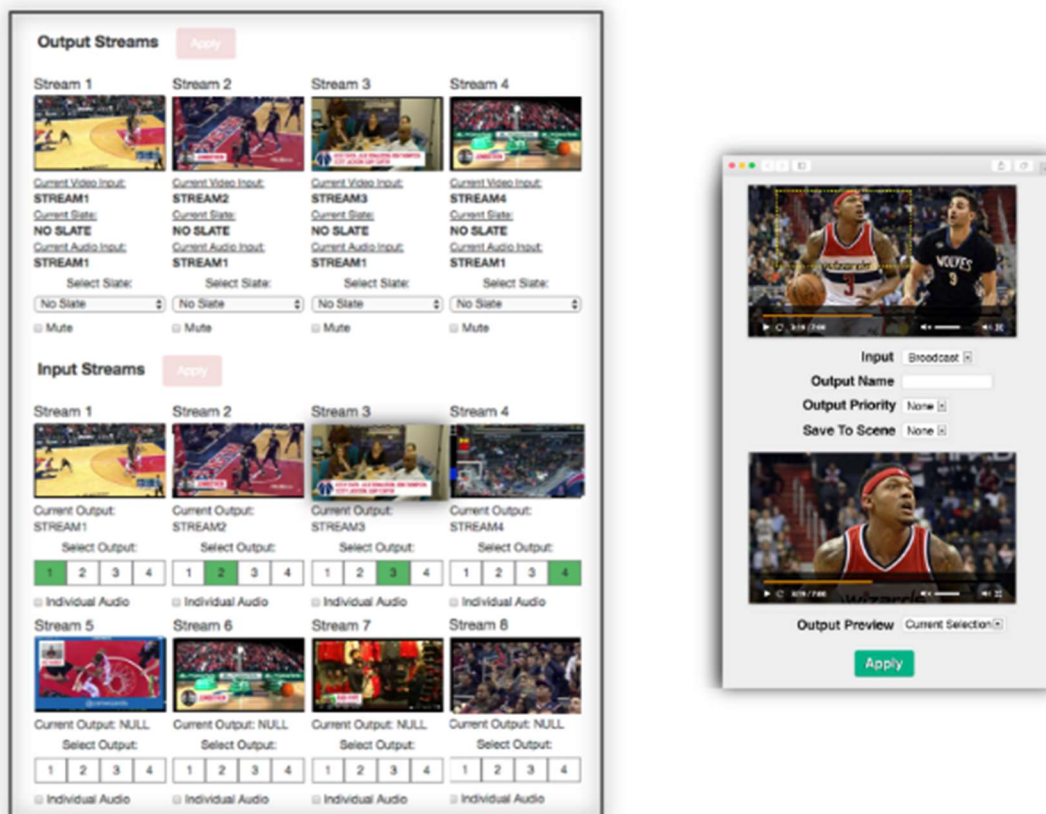 Output Streams Apply
Stream 1 Stream 2 Stream 3 Stream 4
Current Video Input: Current Video Input: Current Video Input: Current Video Input:
STREAM1 STREAM2 STREAM3 STREAM4
Current Slate: Current Slate: Current Slate: Current Slate:
NO SLATE NO SLATE NO SLATE NO SLATE
Current Audio Input: Current Audio Input: Current Audio Input: Current Audio Input:
STREAM1 STREAM1 STREAM1 STREAM1
Select Slate: Select Slate: Select Slate: Select Slate:
No Slate No Slate No Slate No Slate
Mute Mute Mute Mute
Input Streams Apply
Stream 1 Stream 2 Stream 3 Stream 4
Current Output: Current Output: Current Output: Current Output:
STREAM1 STREAM2 STREAM3 STREAM4
Select Output: Select Output: Select Output: Select Output:
1 2 3 4 1 2 3 4 1 2 3 4 1 2 3 4
Individual Audio Individual Audio Individual Audio Individual Audio
Stream 5 Stream 6 Stream 7 Stream 8
Current Output: NULL Current Output: NULL Current Output: NULL Current Output: NULL
Select Output: Select Output: Select Output: Select Output:
1 2 3 4 1 2 3 4 1 2 3 4 1 2 3 4
Individual Audio Individual Audio Individual Audio Individual Audio
WOLVES
3 3
Input Broadcast
Output Name
Output Priority None
Save To Scene None
Output Preview Current Selection
Apply